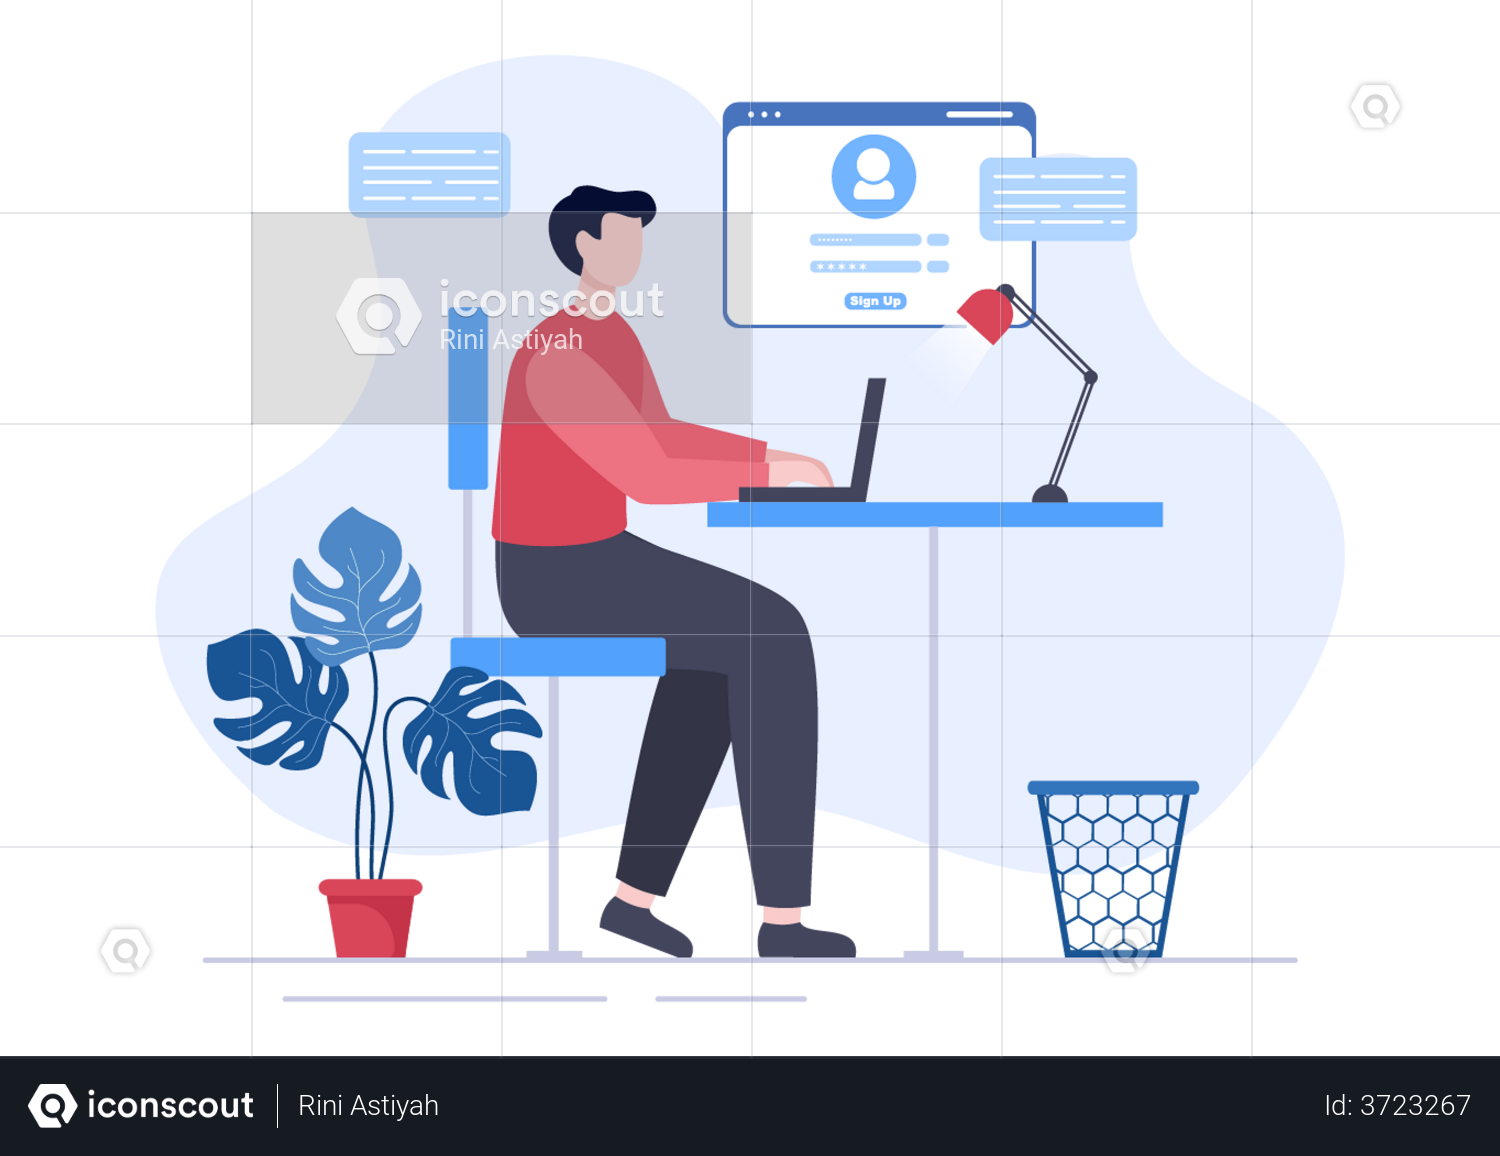 ••••••••
*****
Sign Up
iconscout
Rini Astiyah
iconscout
Rini Astiyah
Id: 3723267